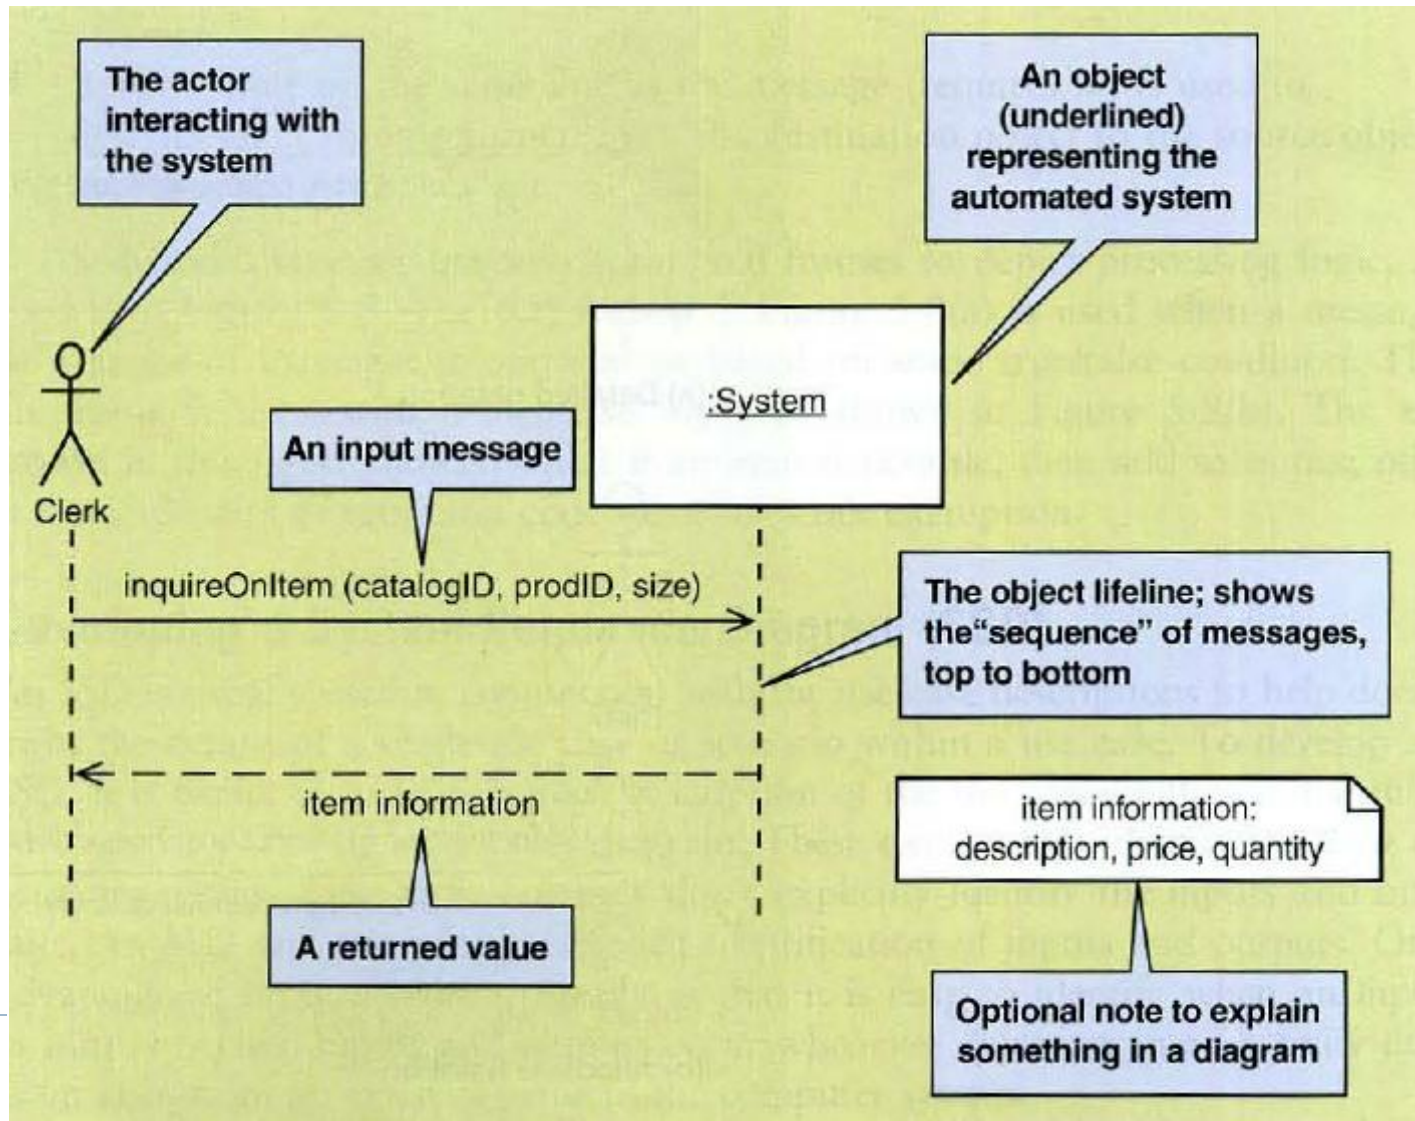 The actor
interacting with
the system
An object
(underlined)
representing the
automated system
:System
An input message
Clerk
inquireOnItem (catalogID, prodID, size)
The object lifeline; shows
the“sequence” of messages,
top to bottom
item information
item information:
description, price, quantity
A returned value
Optional note to explain
something in a diagram